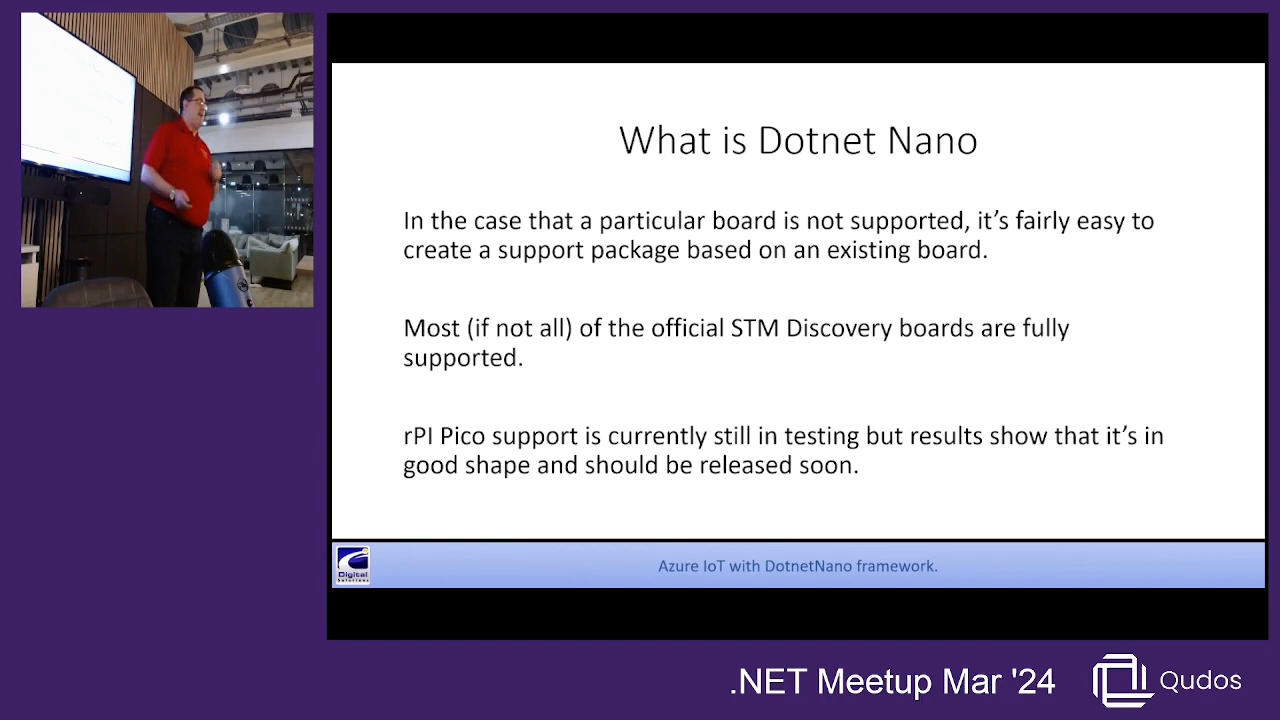 What is Dotnet Nano
In the case that a particular board is not supported, it's fairly easy to
create a support package based on an existing board.
Most (if not all) of the official STM Discovery boards are fully
supported.
rPI Pico support is currently still in testing but results show that it's in
good shape and should be released soon.
Digital
Solutions
Azure IoT with DotnetNano framework.
.NET Meetup Mar '24
Qudos